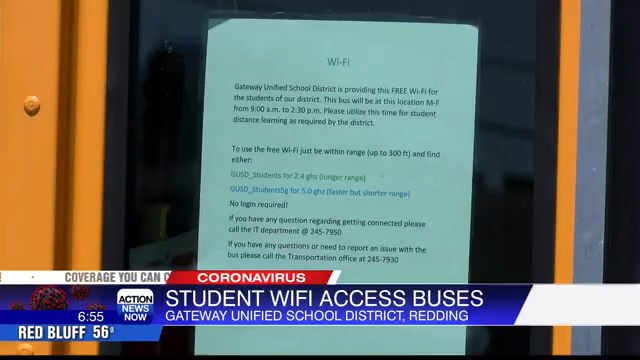 Wi-Fi
Gateway Unified School District is providing this FREE Wi-Fi for
the students of our district. This bus will be at this location M-F
from 9:00 a.m. to 2:30 p.m. Please utilize this time for student
distance learning as required by the district.
To use the free Wi-Fi just be within range (up to 300 ft) and find
either:
GUSD_Students for 2.4 ghz (longer range)
GUSD_Students5g for 5.0 ghz (faster but shorter range)
No login required!
If you have any question regarding getting connected please
call the IT department @ 245-7950
If you have any questions or need to report an issue with the
bus please call the Transportation office at 245-7930
COVERAGE YOU CAN C
CORONAVIRUS
6:55
ACTION
NEWS
NOW
STUDENT WIFI ACCESS BUSES
GATEWAY UNIFIED SCHOOL DISTRICT, REDDING
RED BLUFF 56°